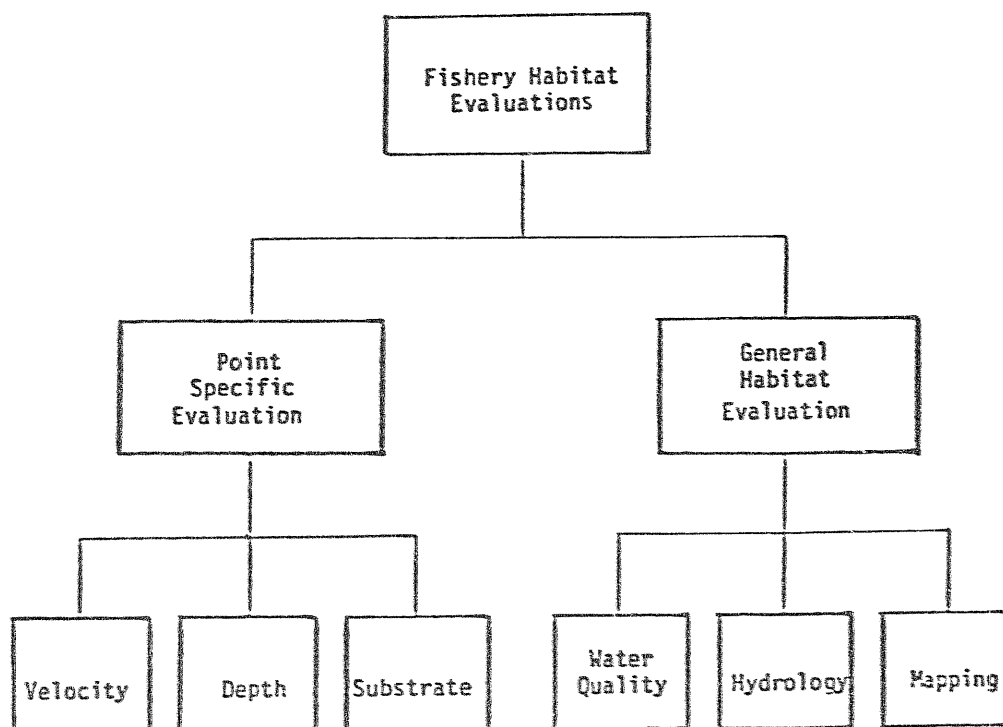 Fishery Habitat
Evaluations
Point
Specific
Evaluation
General
Habitat
Evaluation
Velocity
Depth
Substrate
Water
Quality
Hydrology
Mapping